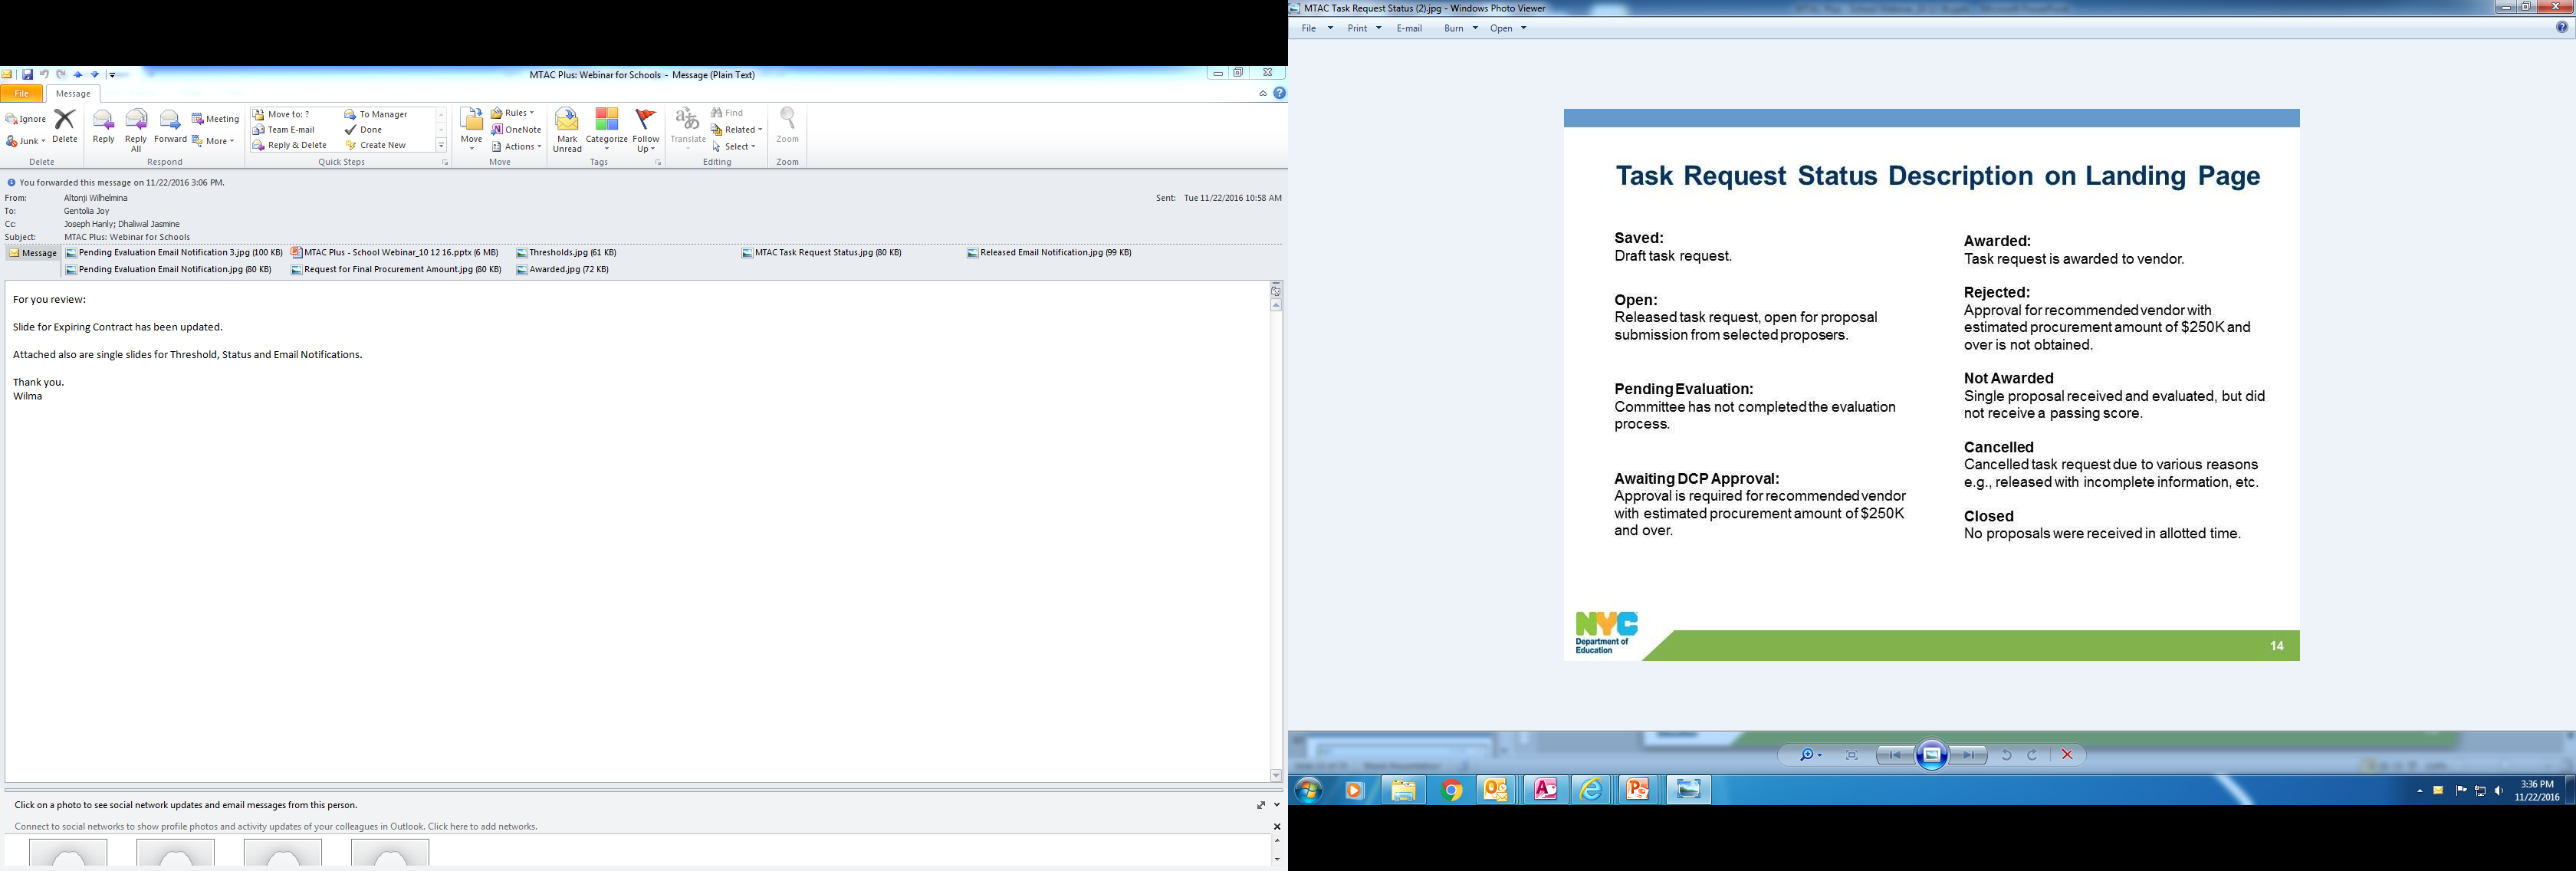 MTAC Plus: Webinar for Schools - Message (Plain Text)
File
Message
Ignore
Junk
Delete
Delete
Reply
Reply All
Forward
Meeting
More
Respond
Move to: ?
Team E-mail
Reply & Delete
To Manager
Done
Create New
Quick Steps
Move
Rules
OneNote
Actions
Move
Mark Unread
Categorize
Follow Up
Tags
Translate
Find
Related
Select
Editing
Zoom
Zoom
You forwarded this message on 11/22/2016 3:06 PM.
From: Altonji Wilhelmina
Sent: Tue 11/22/2016 10:58 AM
To: Gentolia Joy
Cc: Joseph Hanly; Dhaliwal Jasmine
Subject: MTAC Plus: Webinar for Schools
Message
Pending Evaluation Email Notification 3.jpg (100 KB)
MTAC Plus - School Webinar_10 12 16.pptx (6 MB)
Thresholds.jpg (61 KB)
MTAC Task Request Status.jpg (80 KB)
Released Email Notification.jpg (99 KB)
Pending Evaluation Email Notification.jpg (80 KB)
Request for Final Procurement Amount.jpg (80 KB)
Awarded.jpg (72 KB)
For you review:
Slide for Expiring Contract has been updated.
Attached also are single slides for Threshold, Status and Email Notifications.
Thank you.
Wilma
Click on a photo to see social network updates and email messages from this person.
Connect to social networks to show profile photos and activity updates of your colleagues in Outlook. Click here to add networks.
MTAC Task Request Status (2).jpg - Windows Photo Viewer
File
Print
E-mail
Burn
Open
Task Request Status Description on Landing Page
Saved:
Draft task request.
Open:
Released task request, open for proposal
submission from selected proposers.
Pending Evaluation:
Committee has not completed the evaluation
process.
Awaiting DCP Approval:
Approval is required for recommended vendor
with estimated procurement amount of $250K
and over.
Awarded:
Task request is awarded to vendor.
Rejected:
Approval for recommended vendor with
estimated procurement amount of $250K and
over is not obtained.
Not Awarded
Single proposal received and evaluated, but did
not receive a passing score.
Cancelled
Cancelled task request due to various reasons
e.g., released with incomplete information, etc.
Closed
No proposals were received in allotted time.
NYC
Department of
Education
14
3:36 PM
11/22/2016